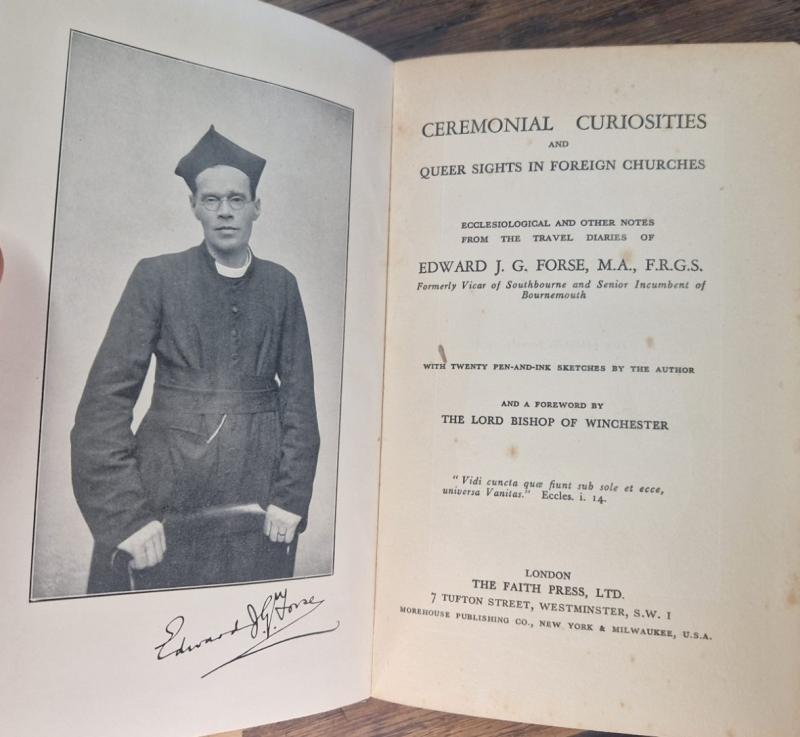 Edward J. G. Forse
CEREMONIAL CURIOSITIES
AND
QUEER SIGHTS IN FOREIGN CHURCHES
ECCLESIOLOGICAL AND OTHER NOTES
FROM THE TRAVEL DIARIES OF
EDWARD J. G. FORSE, M.A., F.R.G.S.
Formerly Vicar of Southbourne and Senior Incumbent of
Bournemouth
WITH TWENTY PEN-AND-INK SKETCHES BY THE AUTHOR
AND A FOREWORD BY
THE LORD BISHOP OF WINCHESTER
"Vidi cuncta quæ fiunt sub sole et ecce,
universa Vanitas." Eccles. i. 14.
LONDON
THE FAITH PRESS, LTD.
7 TUFTON STREET, WESTMINSTER, S.W. 1
MOREHOUSE PUBLISHING CO., NEW YORK & MILWAUKEE, U.S.A.